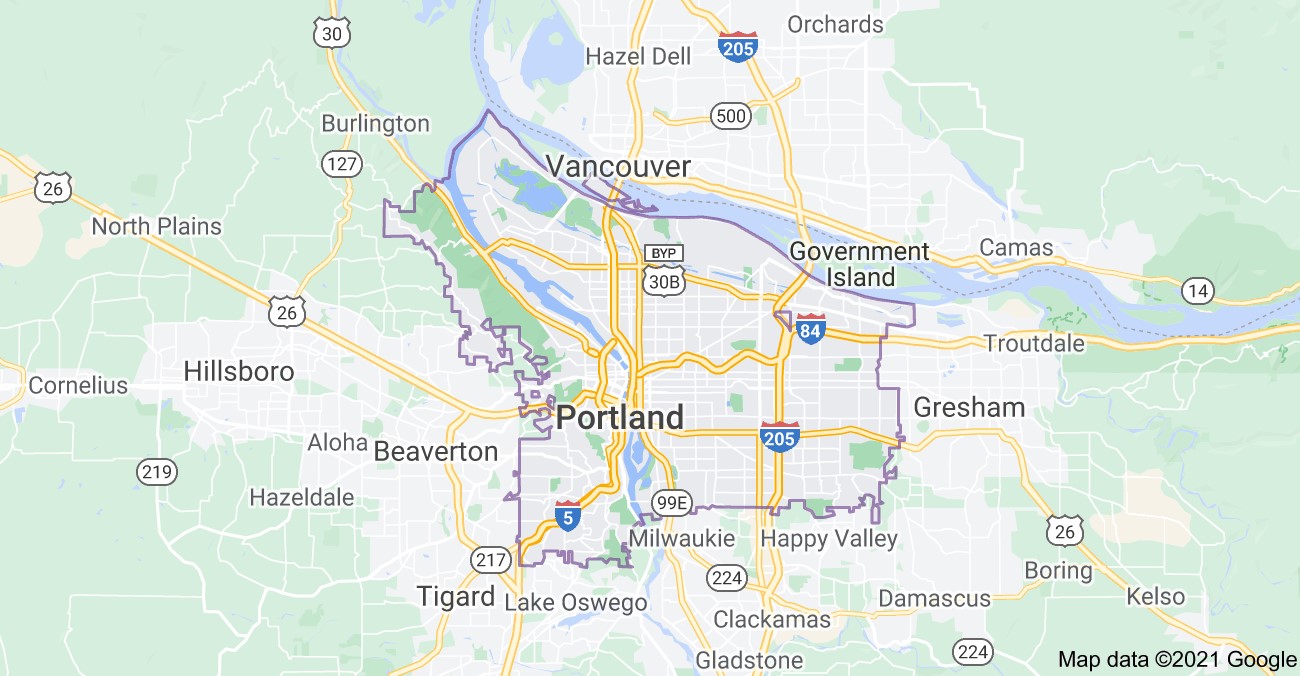 Orchards
30
205
Hazel Dell
500
Burlington
127
Vancouver
26
North Plains
BYP
30B
Government
Island
Camas
14
26
84
Troutdale
Hillsboro
Cornelius
Portland
Gresham
205
Aloha
Beaverton
219
Hazeldale
99E
5
26
Milwaukie
Happy Valley
217
224
Boring
Tigard
Lake Oswego
Damascus
Kelso
Clackamas
224
Gladstone
Map data ©2021 Google